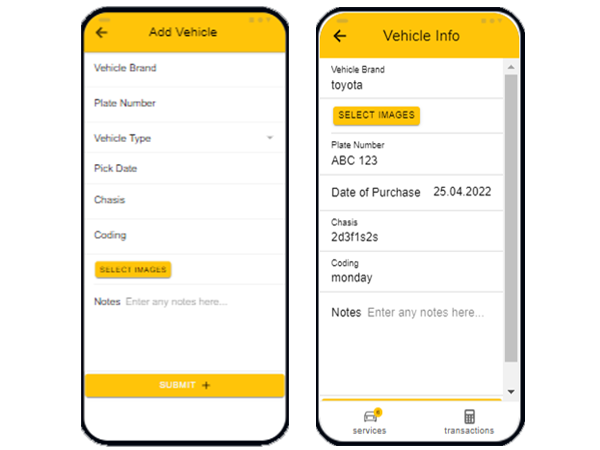 Add Vehicle
Vehicle Brand
Plate Number
Vehicle Type
Pick Date
Chasis
Coding
SELECT IMAGES
Notes Enter any notes here...
SUBMIT +
Vehicle Info
Vehicle Brand
toyota
SELECT IMAGES
Plate Number
ABC 123
Date of Purchase 25.04.2022
Chasis
2d3f1s2s
Coding
monday
Notes Enter any notes here...
services transactions